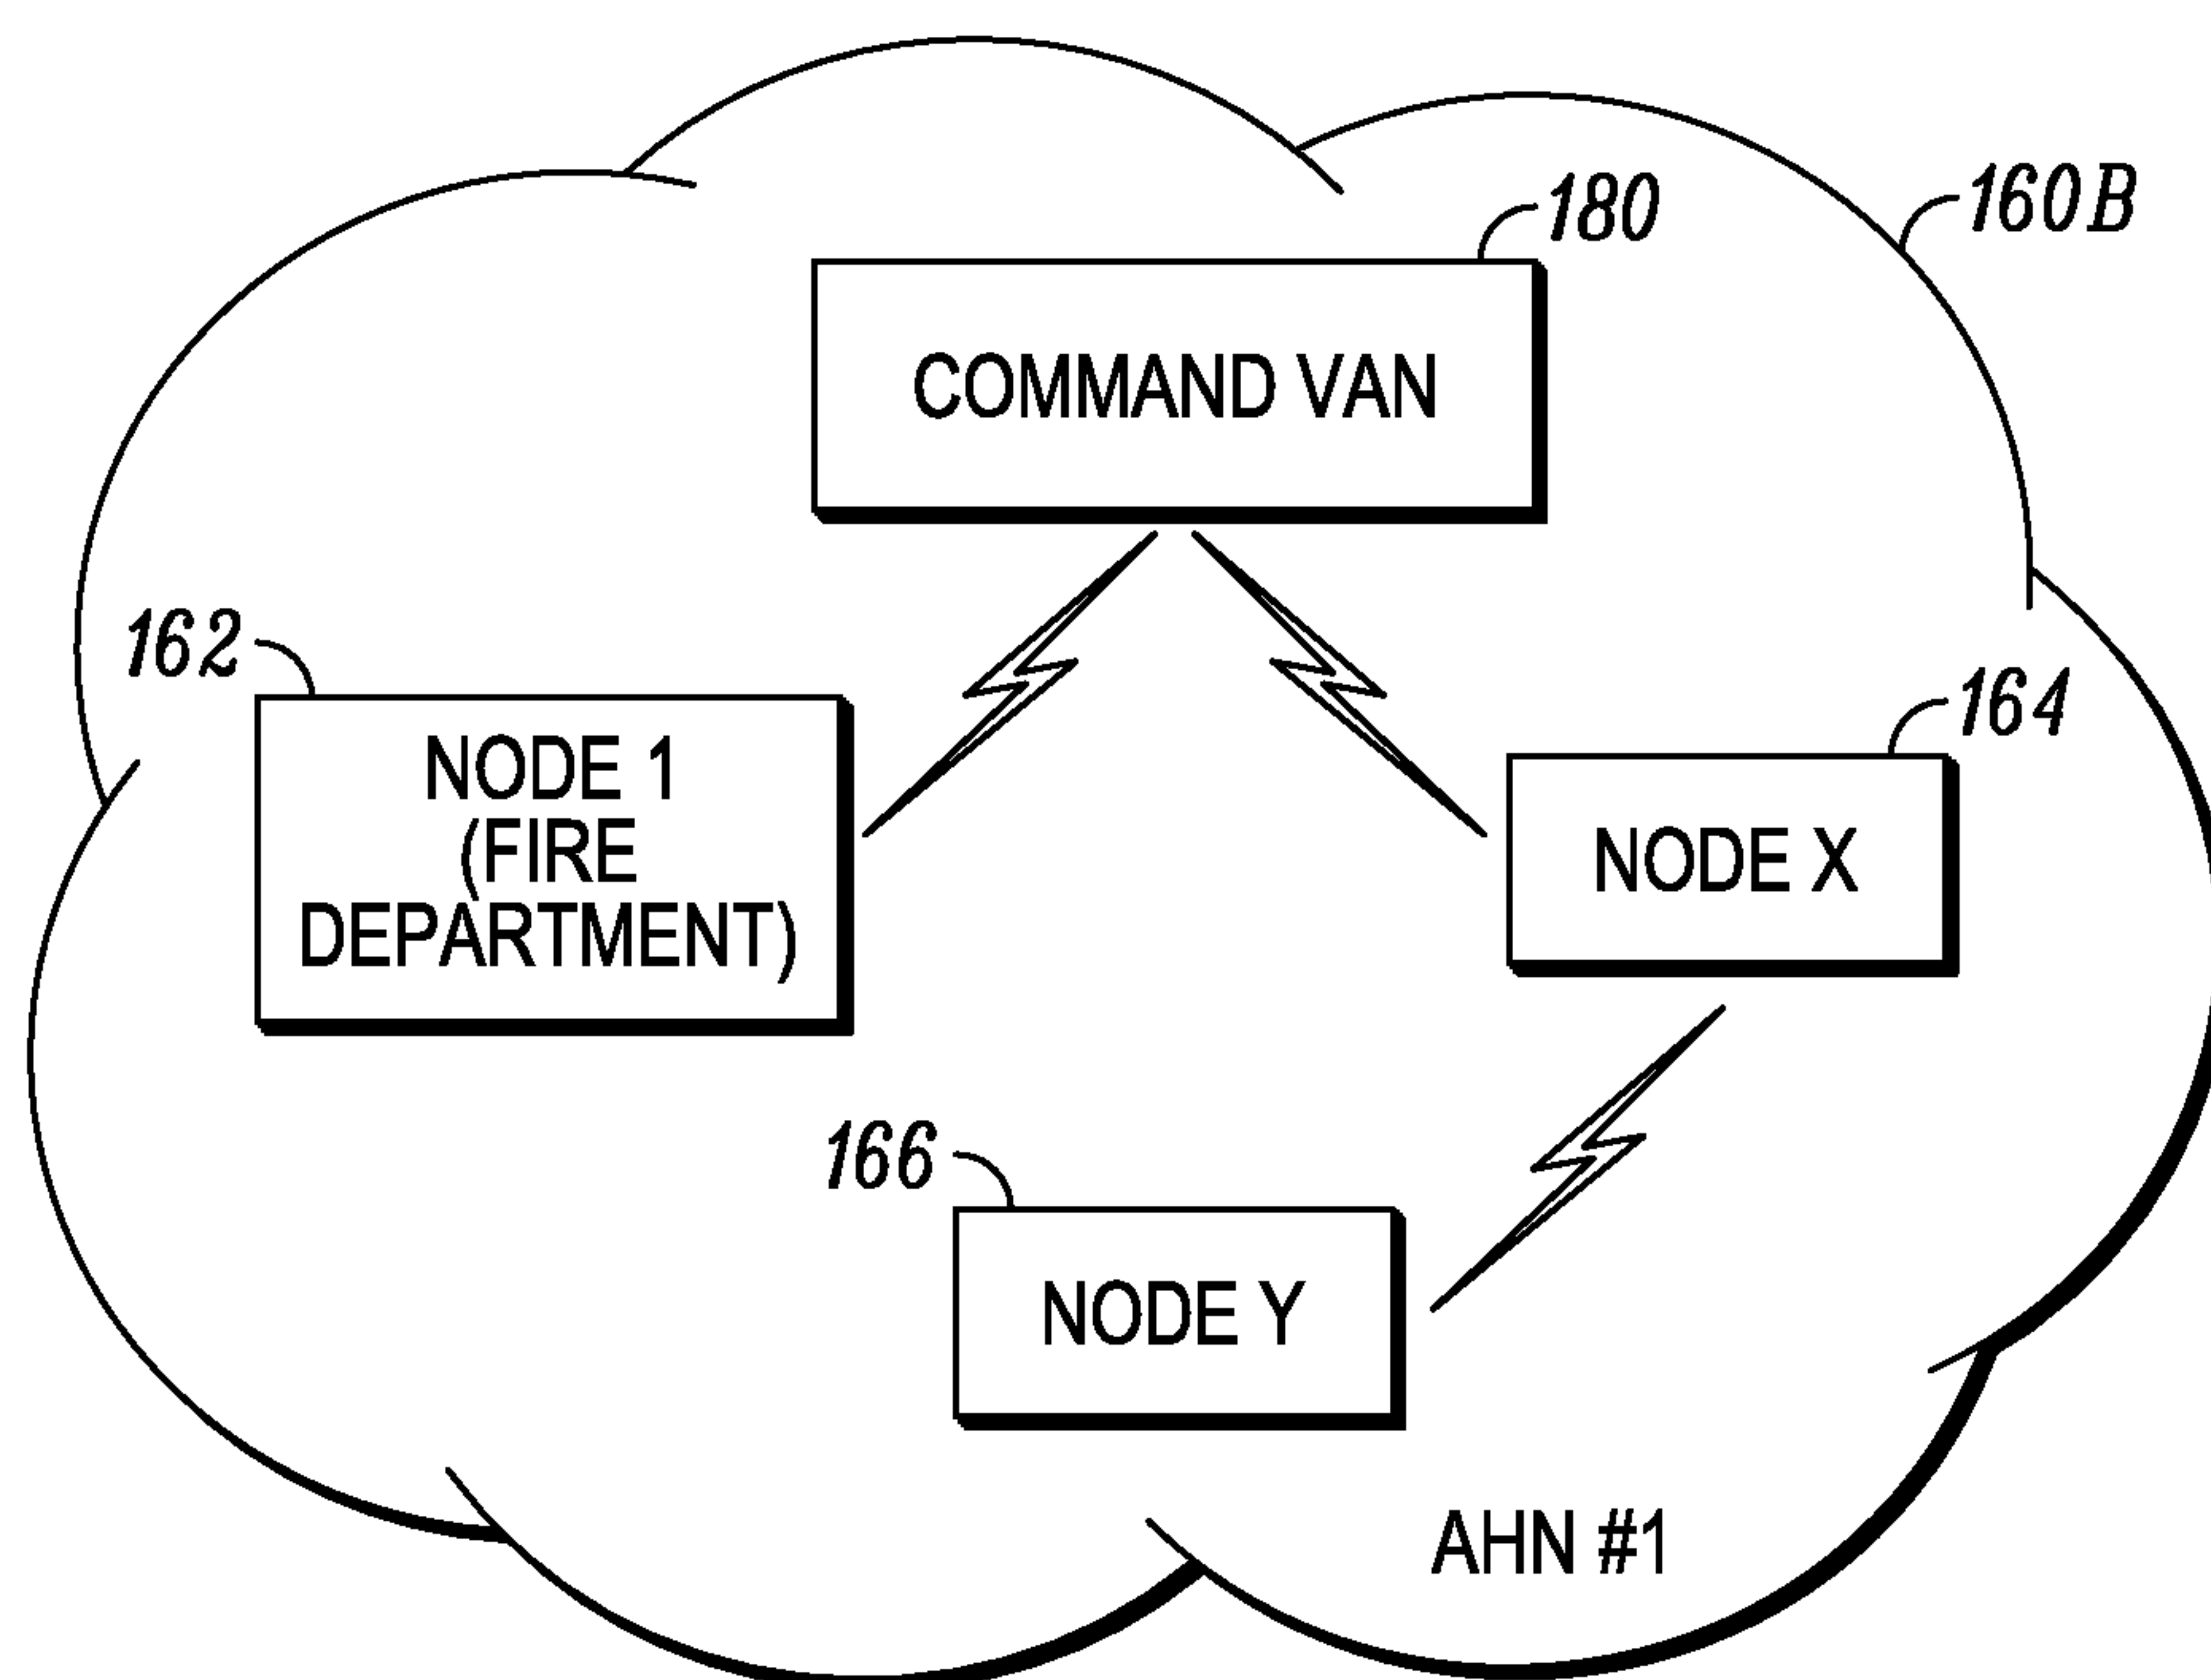 180
160B
COMMAND VAN
162
164
NODE 1
(FIRE
DEPARTMENT)
NODE X
166
NODE Y
AHN #1